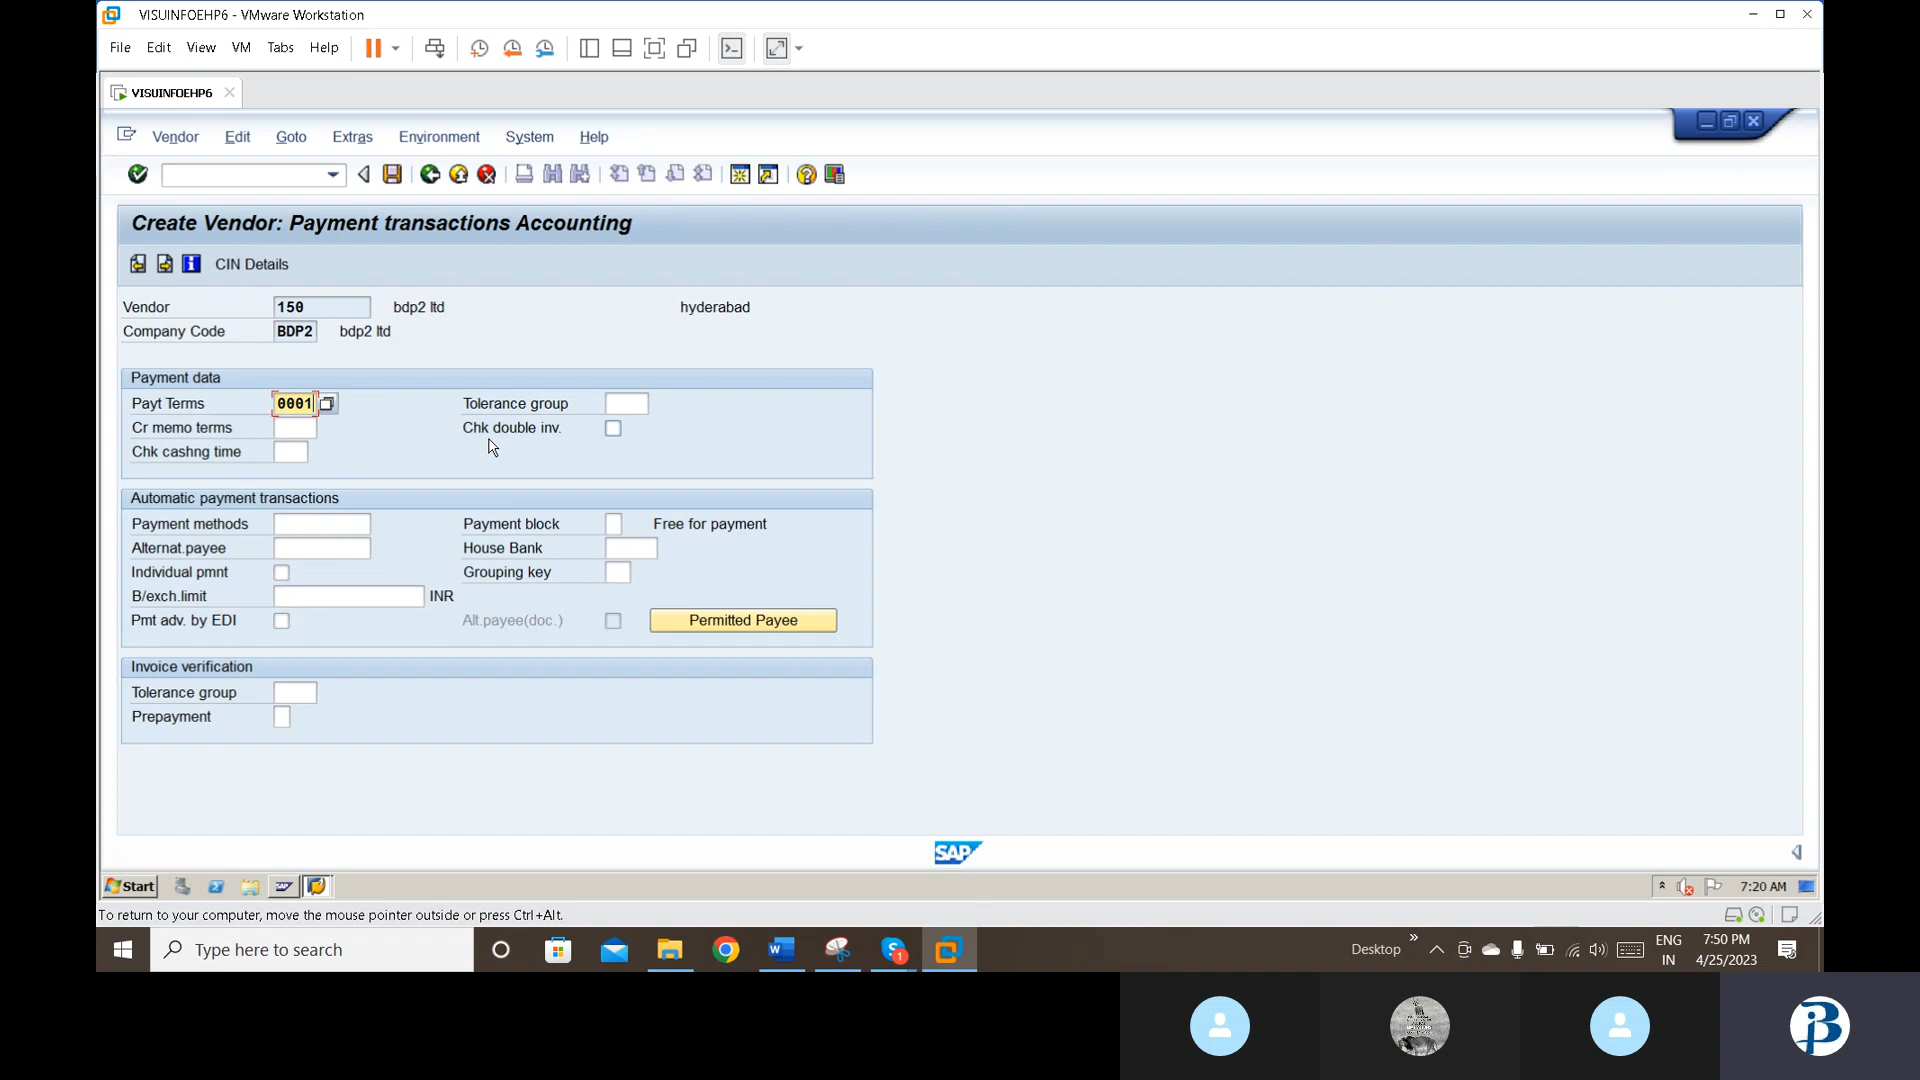 VISUINFOEHP6 - VMware Workstation
File Edit View VM Tabs Help
VISUINFOEHP6
Vendor Edit Goto Extras Environment System Help
Create Vendor: Payment transactions Accounting
CIN Details
Vendor 150 bdp2 ltd hyderabad
Company Code BDP2 bdp2 ltd
Payment data
Payt Terms 0001 Tolerance group
Cr memo terms Chk double inv.
Chk cashng time
Automatic payment transactions
Payment methods Payment block Free for payment
Alternat.payee House Bank
Individual pmnt Grouping key
B/exch.limit INR
Pmt adv. by EDI Alt.payee(doc.) Permitted Payee
Invoice verification
Tolerance group
Prepayment
SAP
Start 7:20 AM
To return to your computer, move the mouse pointer outside or press Ctrl+Alt.
Type here to search Desktop ENG 7:50 PM
IN 4/25/2023